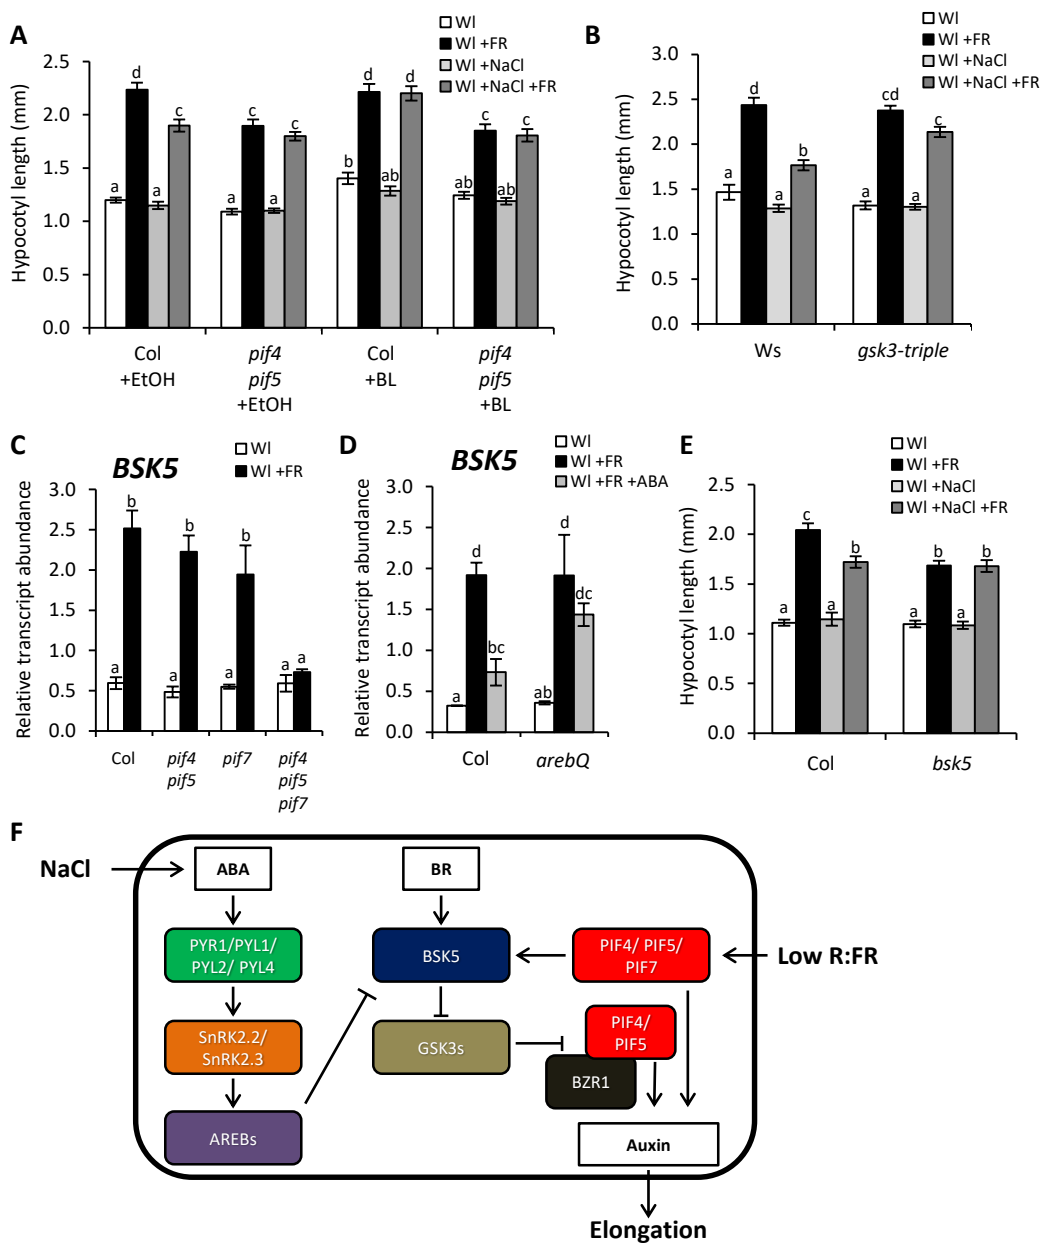 A
Wl
Wl +FR
Wl +NaCl
Wl +NaCl +FR
Hypocotyl length (mm)
2.5
2.0
1.5
1.0
0.5
0.0
a
d
a
c
a
c
a
c
b
d
ab
d
ab
c
ab
c
Col
+EtOH
pif4
pif5
+EtOH
Col
+BL
pif4
pif5
+BL
B
Wl
Wl +FR
Wl +NaCl
Wl +NaCl +FR
Hypocotyl length (mm)
3.0
2.5
2.0
1.5
1.0
0.5
0.0
a
d
a
b
a
cd
a
c
Ws
gsk3-triple
C
BSK5
Wl
Wl +FR
Relative transcript abundance
3.0
2.5
2.0
1.5
1.0
0.5
0.0
a
b
a
b
a
b
a
a
Col
pif4
pif5
pif7
pif4
pif5
pif7
D
BSK5
Wl
Wl +FR
Wl +FR +ABA
Relative transcript abundance
3.0
2.5
2.0
1.5
1.0
0.5
0.0
a
d
bc
ab
d
dc
Col
arebQ
E
Wl
Wl +FR
Wl +NaCl
Wl +NaCl +FR
Hypocotyl length (mm)
2.5
2.0
1.5
1.0
0.5
0.0
a
c
a
b
a
b
a
b
Col
bsk5
F
NaCl
ABA
BR
PYR1/PYL1/
PYL2/ PYL4
BSK5
PIF4/ PIF5/
PIF7
Low R:FR
SnRK2.2/
SnRK2.3
GSK3s
PIF4/
PIF5
BZR1
AREBs
Auxin
Elongation